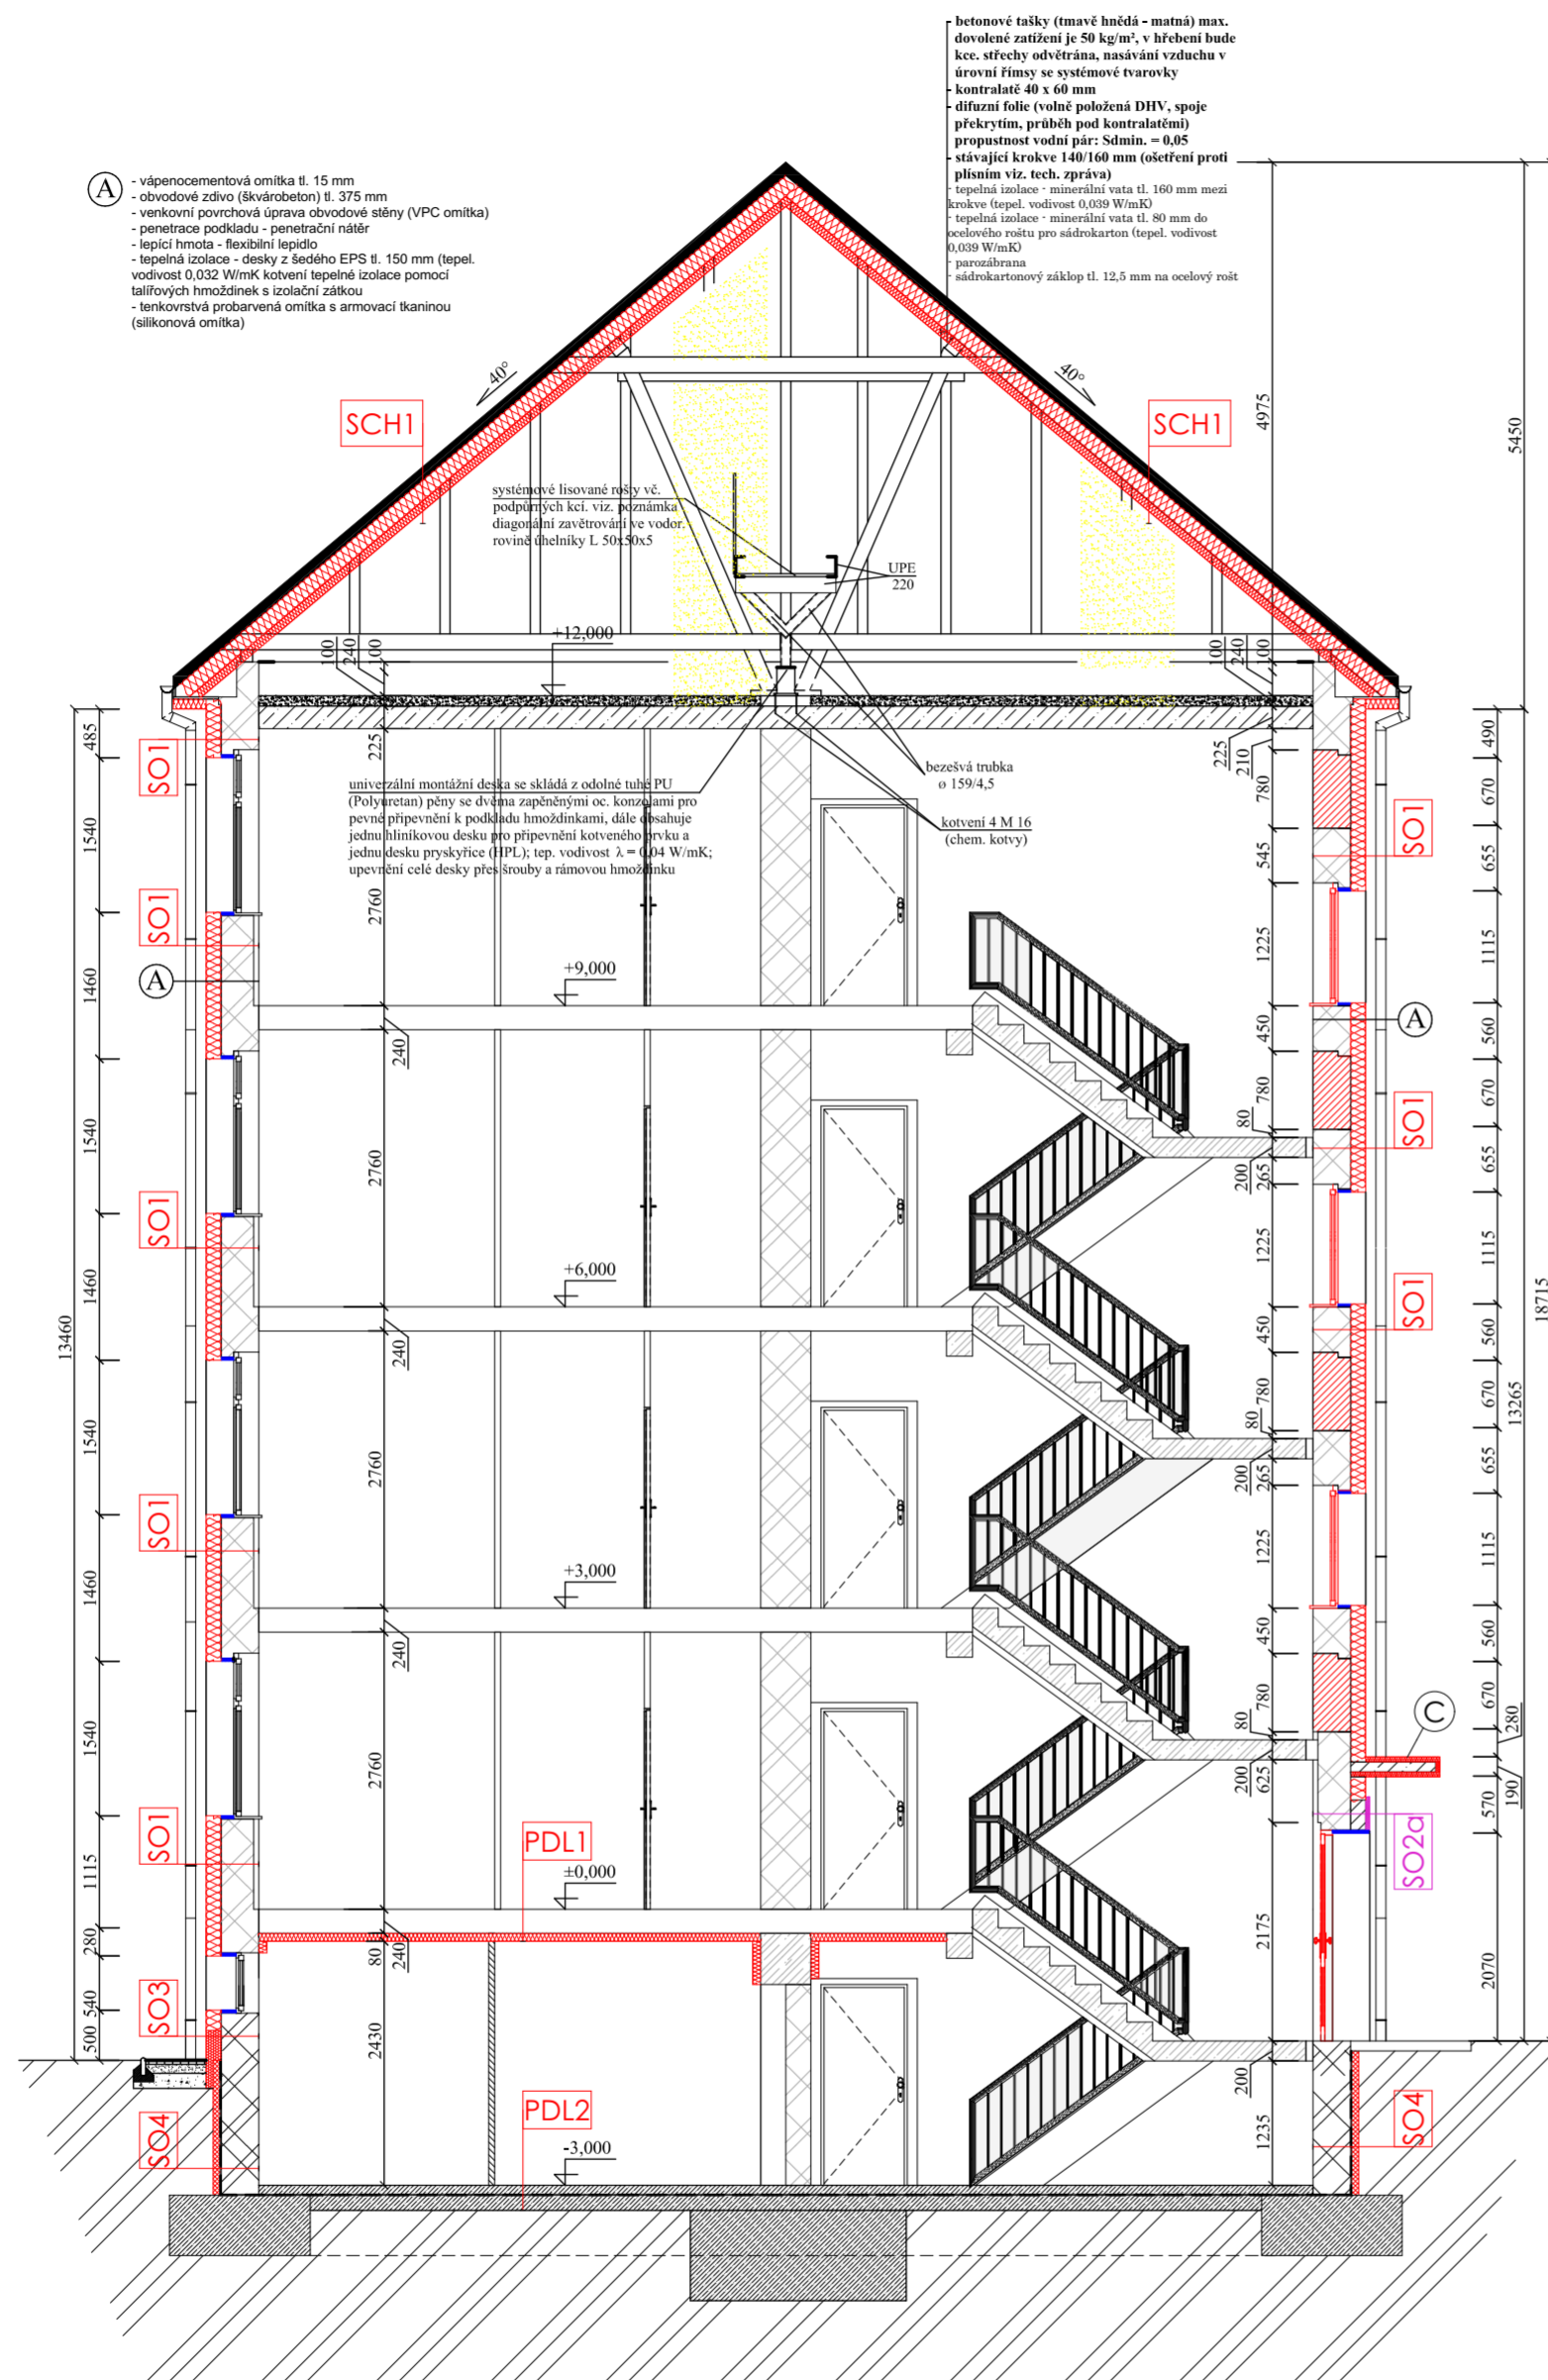 - betonové tašky (tmavě hnědá - matná) max.
dovolené zatížení je 50 kg/m², v hřebení bude
kce. střechy odvětrána, nasávání vzduchu v
úrovní římsy se systémové tvarovky
- kontralatě 40 x 60 mm
- difuzní folie (volně položená DHV, spoje
překrytím, průběh pod kontralatěmi)
propustnost vodní pár: Sdmin. = 0,05
- stávající krokve 140/160 mm (ošetření proti
plísním viz. tech. zpráva)
- tepelná izolace - minerální vata tl. 160 mm mezi
krokve (tepel. vodivost 0,039 W/mK)
- tepelná izolace - minerální vata tl. 80 mm do
ocelového roštu pro sádrokarton (tepel. vodivost
0,039 W/mK)
- parozábrana
- sádrokartonový záklop tl. 12,5 mm na ocelový rošt
A
- vápenocementová omítka tl. 15 mm
- obvodové zdivo (škvárobeton) tl. 375 mm
- venkovní povrchová úprava obvodové stěny (VPC omítka)
- penetrace podkladu - penetrační nátěr
- lepící hmota - flexibilní lepidlo
- tepelná izolace - desky z šedého EPS tl. 150 mm (tepel.
vodivost 0,032 W/mK kotvení tepelné izolace pomocí
talířových hmoždinek s izolační zátkou
- tenkovrstvá probarvená omítka s armovací tkaninou
(silikonová omítka)
40°
40°
SCH1
SCH1
4975
5450
systémové lisované rošty vč.
podpůrných kcí. viz. poznámka
diagonální zavětrování ve vodor.
rovině úhelníky L 50x50x5
UPE
220
+12,000
100
240
100
100
240
100
univerzální montážní deska se skládá z odolné tuhé PU
(Polyuretan) pěny se dvěma zapěněnými oc. konzolami pro
pevné připevnění k podkladu hmoždinkami, dále obsahuje
jednu hliníkovou desku pro připevnění kotveného prvku a
jednu desku pryskyřice (HPL); tep. vodivost λ = 0,04 W/mK;
upevnění celé desky přes šrouby a rámovou hmoždinku
bezešvá trubka
ø 159/4,5
kotvení 4 M 16
(chem. kotvy)
13460
485
1540
1460
1540
1460
1540
1460
1540
1115
280
540
500
SO1
SO1
A
SO1
SO1
SO1
SO3
SO4
225
2760
240
2760
240
2760
240
2760
240
80
2430
+9,000
+6,000
+3,000
±0,000
-3,000
PDL1
PDL2
225
210
780
545
1225
450
780
80
200
265
1225
450
780
80
200
265
1225
450
780
80
200
625
2175
200
1235
SO1
A
SO1
SO1
C
SO2a
SO4
490
670
655
1115
560
670
655
1115
560
670
655
1115
560
670
280
190
570
2070
13265
18715